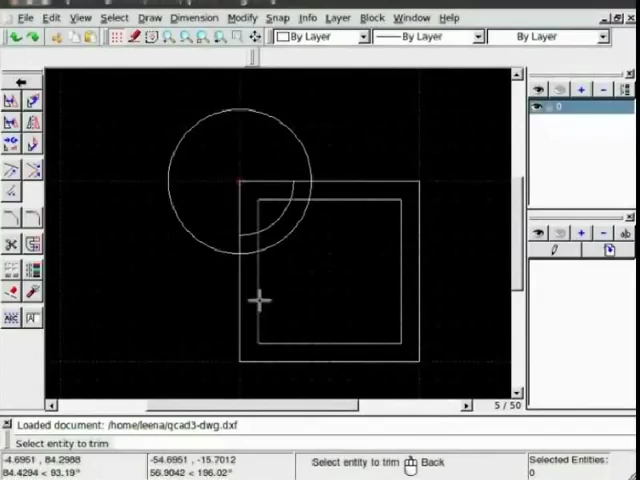 File Edit View Select Draw Dimension Modify Snap Info Layer Block Window Help
By Layer By Layer By Layer
0
ab
ABC A
5 / 50
Loaded document: /home/leena/qcad3-dwg.dxf
Select entity to trim
-4.6951 , 84.2988 -54.6951 , -15.7012 Select entity to trim Back Selected Entities:
84.4294 < 93.19° 56.9042 < 196.02° 0